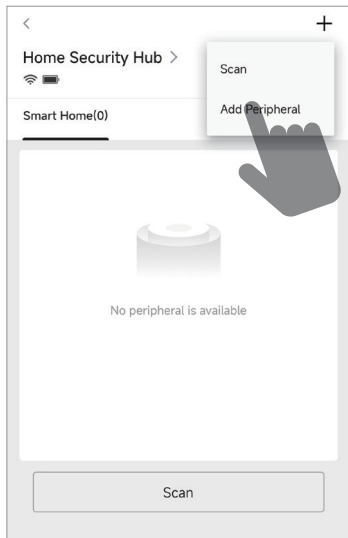 Home Security Hub >
Scan
Smart Home(0)
Add Peripheral
No peripheral is available
Scan